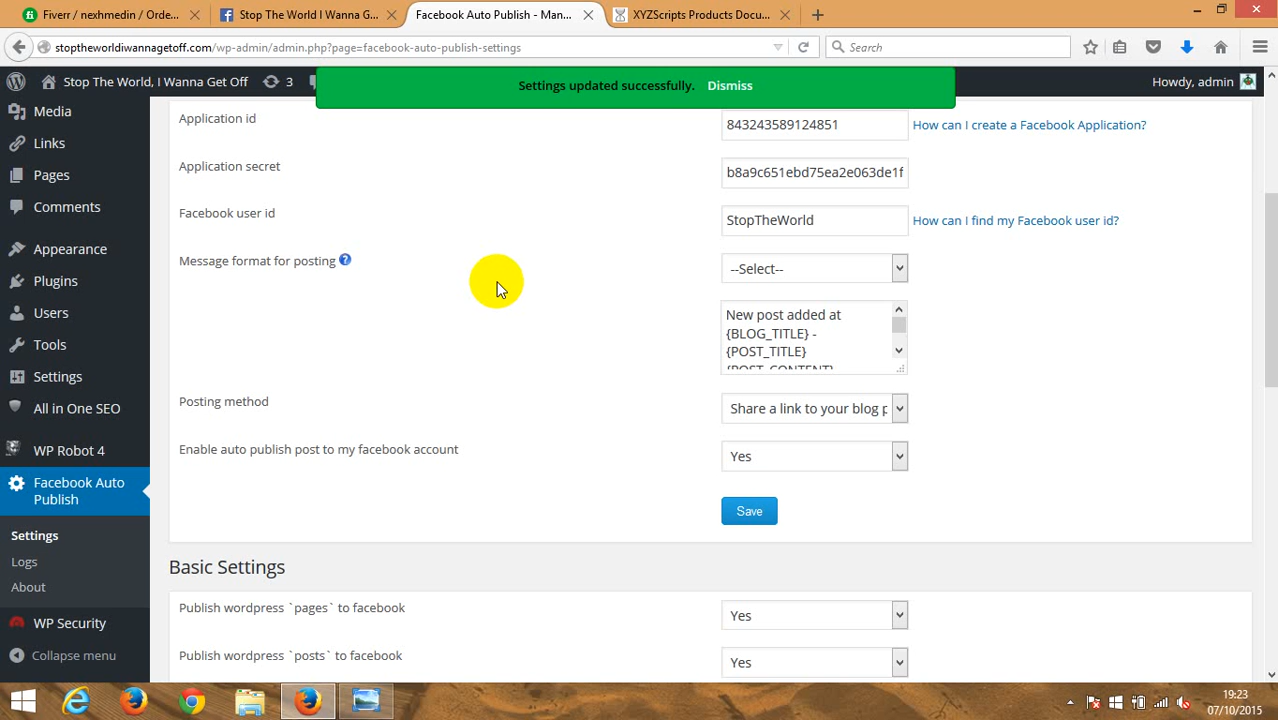 Fiverr / nexhmedin / Orde...
Stop The World I Wanna G...
Facebook Auto Publish - Man...
XYZScripts Products Docu...
stoptheworldiwannagetoff.com/wp-admin/admin.php?page=facebook-auto-publish-settings
Search
Stop The World, I Wanna Get Off
3
Settings updated successfully. Dismiss
Howdy, admin
Media
Links
Pages
Comments
Appearance
Plugins
Users
Tools
Settings
All in One SEO
WP Robot 4
Facebook Auto
Publish
Settings
Logs
About
WP Security
Collapse menu
Application id
843243589124851
How can I create a Facebook Application?
Application secret
b8a9c651ebd75ea2e063de1f
Facebook user id
StopTheWorld
How can I find my Facebook user id?
Message format for posting
--Select--
New post added at
{BLOG_TITLE} -
{POST_TITLE}
{POST_CONTENT}
Posting method
Share a link to your blog p
Enable auto publish post to my facebook account
Yes
Save
Basic Settings
Publish wordpress `pages` to facebook
Yes
Publish wordpress `posts` to facebook
Yes
19:23
07/10/2015